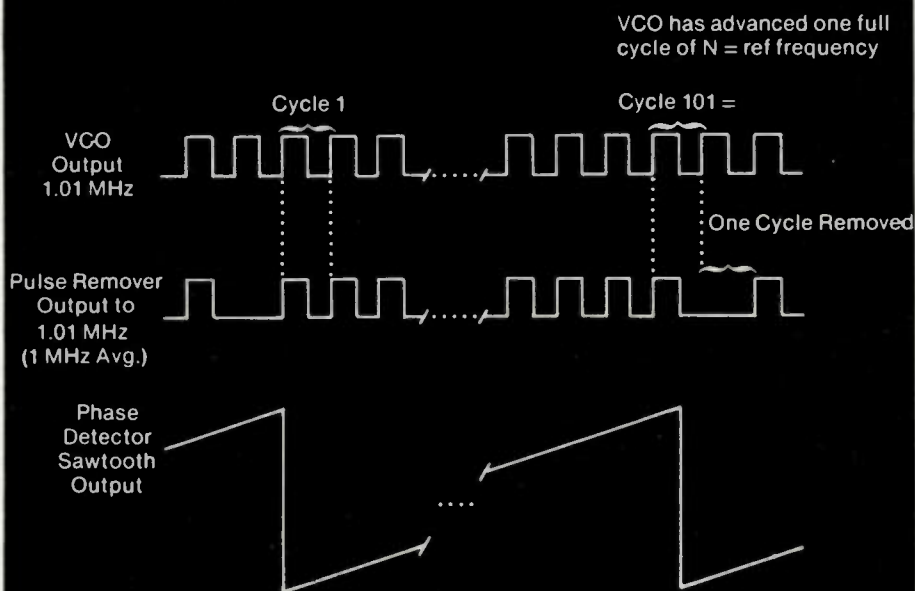 VCO has advanced one full
cycle of N = ref frequency
Cycle 1
Cycle 101 =
VCO
Output
1.01 MHz
One Cycle Removed
Pulse Remover
Output to
1.01 MHz
(1 MHz Avg.)
Phase
Detector
Sawtooth
Output